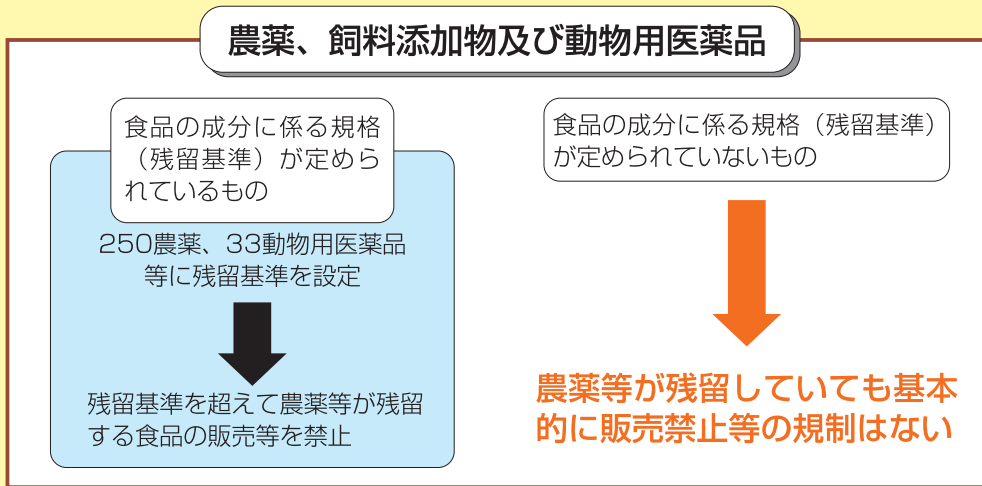 農薬、飼料添加物及び動物用医薬品
食品の成分に係る規格
（残留基準）が定めら
れているもの
250農薬、33動物用医薬品
等に残留基準を設定
残留基準を超えて農薬等が残留
する食品の販売等を禁止
食品の成分に係る規格（残留基準）
が定められていないもの
農薬等が残留していても基本
的に販売禁止等の規制はない